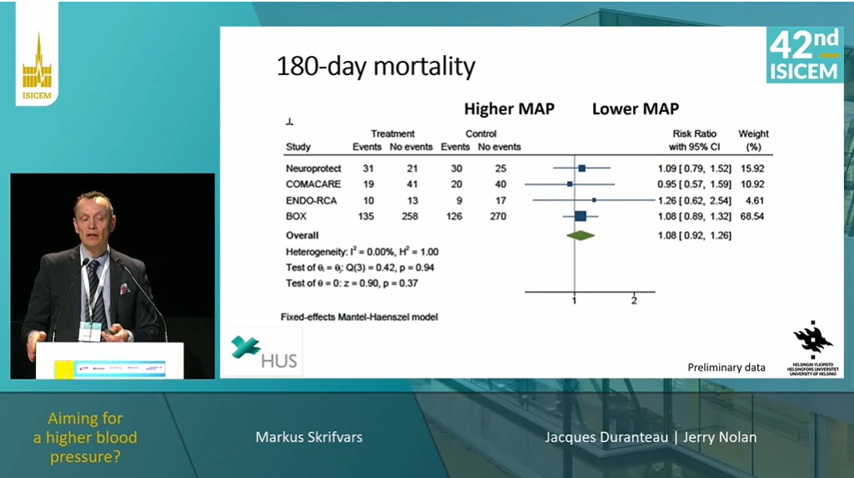 ISICEM
42nd
ISICEM
180-day mortality
Higher MAP Lower MAP
Treatment Control Risk Ratio Weight
Study Events No events Events No events with 95% CI (%)
Neuroprotect 31 21 30 25 1.09 [ 0.79, 1.52] 15.92
COMACARE 19 41 20 40 0.95 [ 0.57, 1.59] 10.92
ENDO-RCA 10 13 9 17 1.26 [ 0.62, 2.54] 4.61
BOX 135 258 126 270 1.08 [ 0.89, 1.32] 68.54
Overall 1.08 [ 0.92, 1.26]
Heterogeneity: I² = 0.00%, H² = 1.00
Test of θᵢ = θⱼ: Q(3) = 0.42, p = 0.94
Test of θ = 0: z = 0.90, p = 0.37
1 2
Fixed-effects Mantel-Haenszel model
HUS
Preliminary data
HELSINGIN YLIOPISTO
HELSINGFORS UNIVERSITET
UNIVERSITY OF HELSINKI
Aiming for
a higher blood
pressure?
Markus Skrifvars
Jacques Duranteau | Jerry Nolan